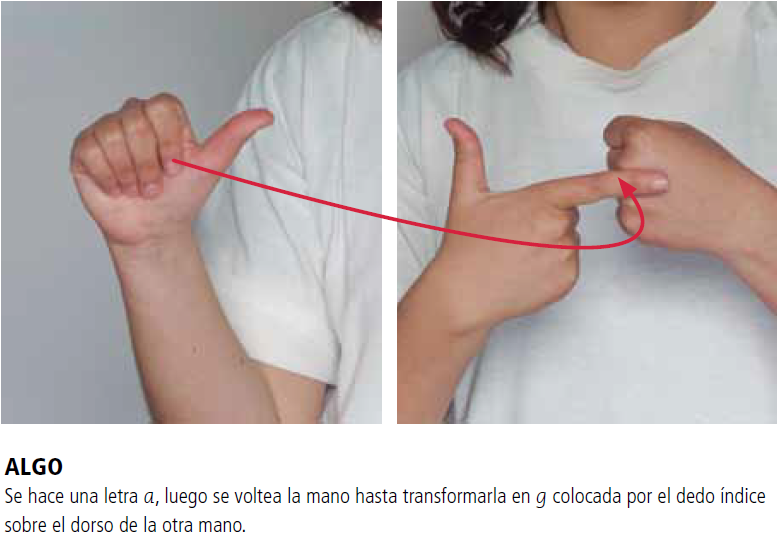 ALGO
Se hace una letra a, luego se voltea la mano hasta transformarla en g colocada por el dedo índice
sobre el dorso de la otra mano.